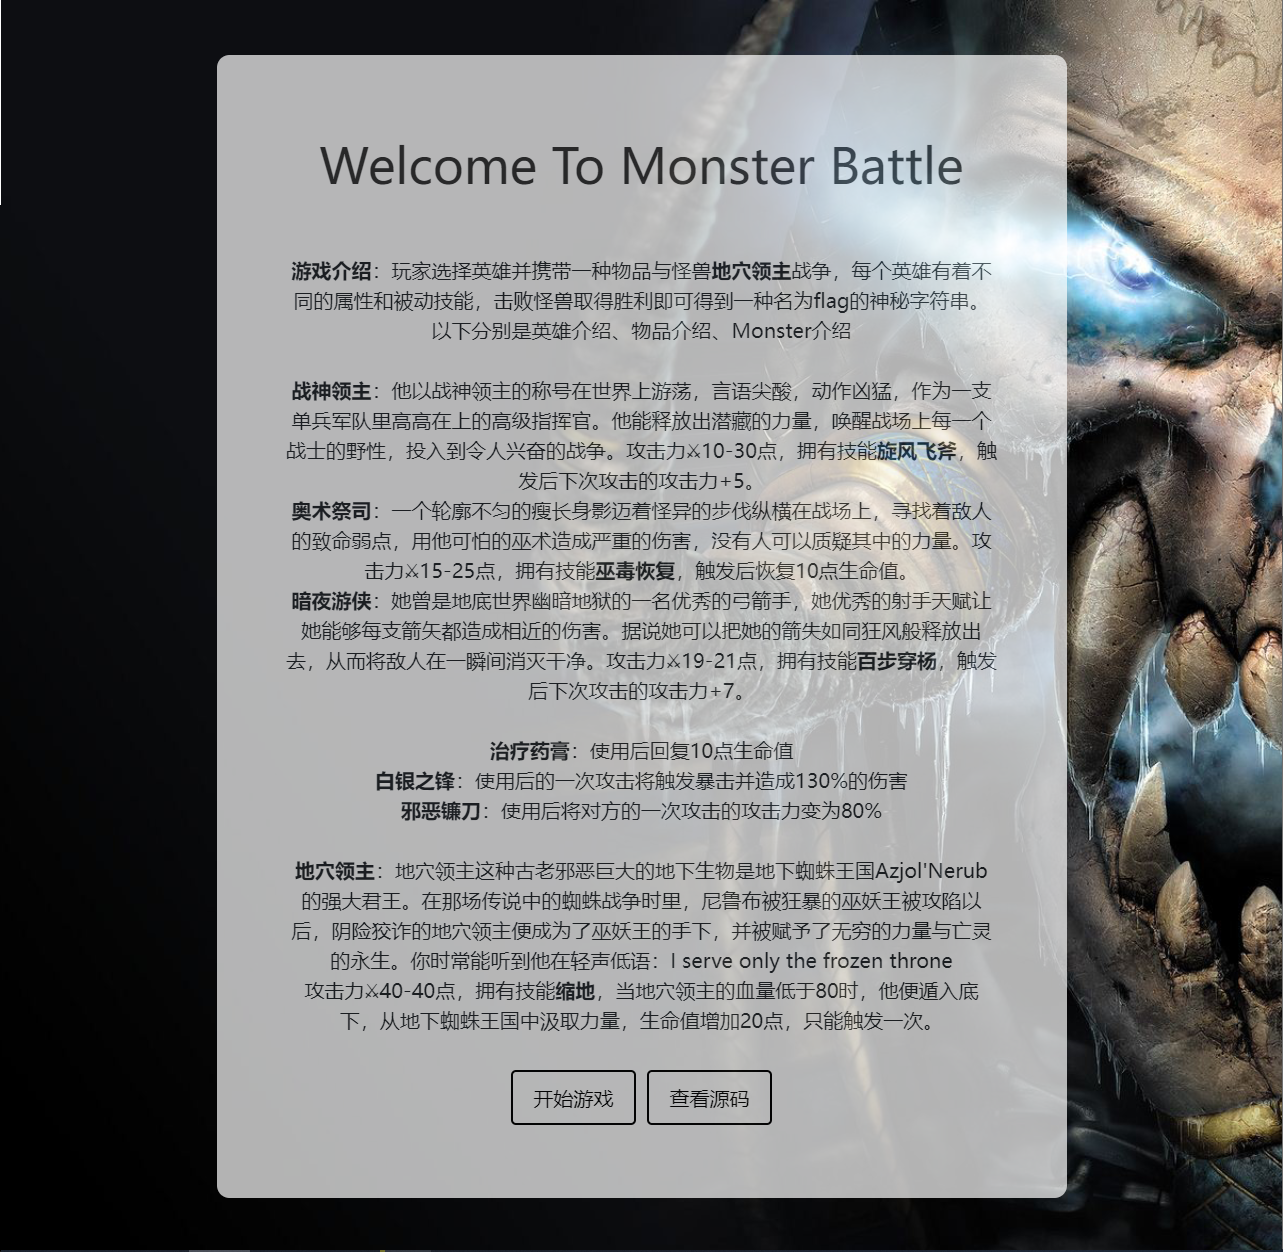 Welcome To Monster Battle
游戏介绍：玩家选择英雄并携带一种物品与怪兽地穴领主战争，每个英雄有着不
同的属性和被动技能，击败怪兽取得胜利即可得到一种名为flag的神秘字符串。
以下分别是英雄介绍、物品介绍、Monster介绍
战神领主：他以战神领主的称号在世界上游荡，言语尖酸，动作凶猛，作为一支
单兵军队里高高在上的高级指挥官。他能释放出潜藏的力量，唤醒战场上每一个
战士的野性，投入到令人兴奋的战争。攻击力⚔10-30点，拥有技能旋风飞斧，触
发后下次攻击的攻击力+5。
奥术祭司：一个轮廓不匀的瘦长身影迈着怪异的步伐纵横在战场上，寻找着敌人
的致命弱点，用他可怕的巫术造成严重的伤害，没有人可以质疑其中的力量。攻
击力⚔15-25点，拥有技能巫毒恢复，触发后恢复10点生命值。
暗夜游侠：她曾是地底世界幽暗地狱的一名优秀的弓箭手，她优秀的射手天赋让
她能够每支箭矢都造成相近的伤害。据说她可以把她的箭失如同狂风般释放出
去，从而将敌人在一瞬间消灭干净。攻击力⚔19-21点，拥有技能百步穿杨，触发
后下次攻击的攻击力+7。
治疗药膏：使用后回复10点生命值
白银之锋：使用后的一次攻击将触发暴击并造成130%的伤害
邪恶镰刀：使用后将对方的一次攻击的攻击力变为80%
地穴领主：地穴领主这种古老邪恶巨大的地下生物是地下蜘蛛王国Azjol'Nerub
的强大君王。在那场传说中的蜘蛛战争时里，尼鲁布被狂暴的巫妖王被攻陷以
后，阴险狡诈的地穴领主便成为了巫妖王的手下，并被赋予了无穷的力量与亡灵
的永生。你时常能听到他在轻声低语：I serve only the frozen throne
攻击力⚔40-40点，拥有技能缩地，当地穴领主的血量低于80时，他便遁入底
下，从地下蜘蛛王国中汲取力量，生命值增加20点，只能触发一次。
开始游戏 查看源码